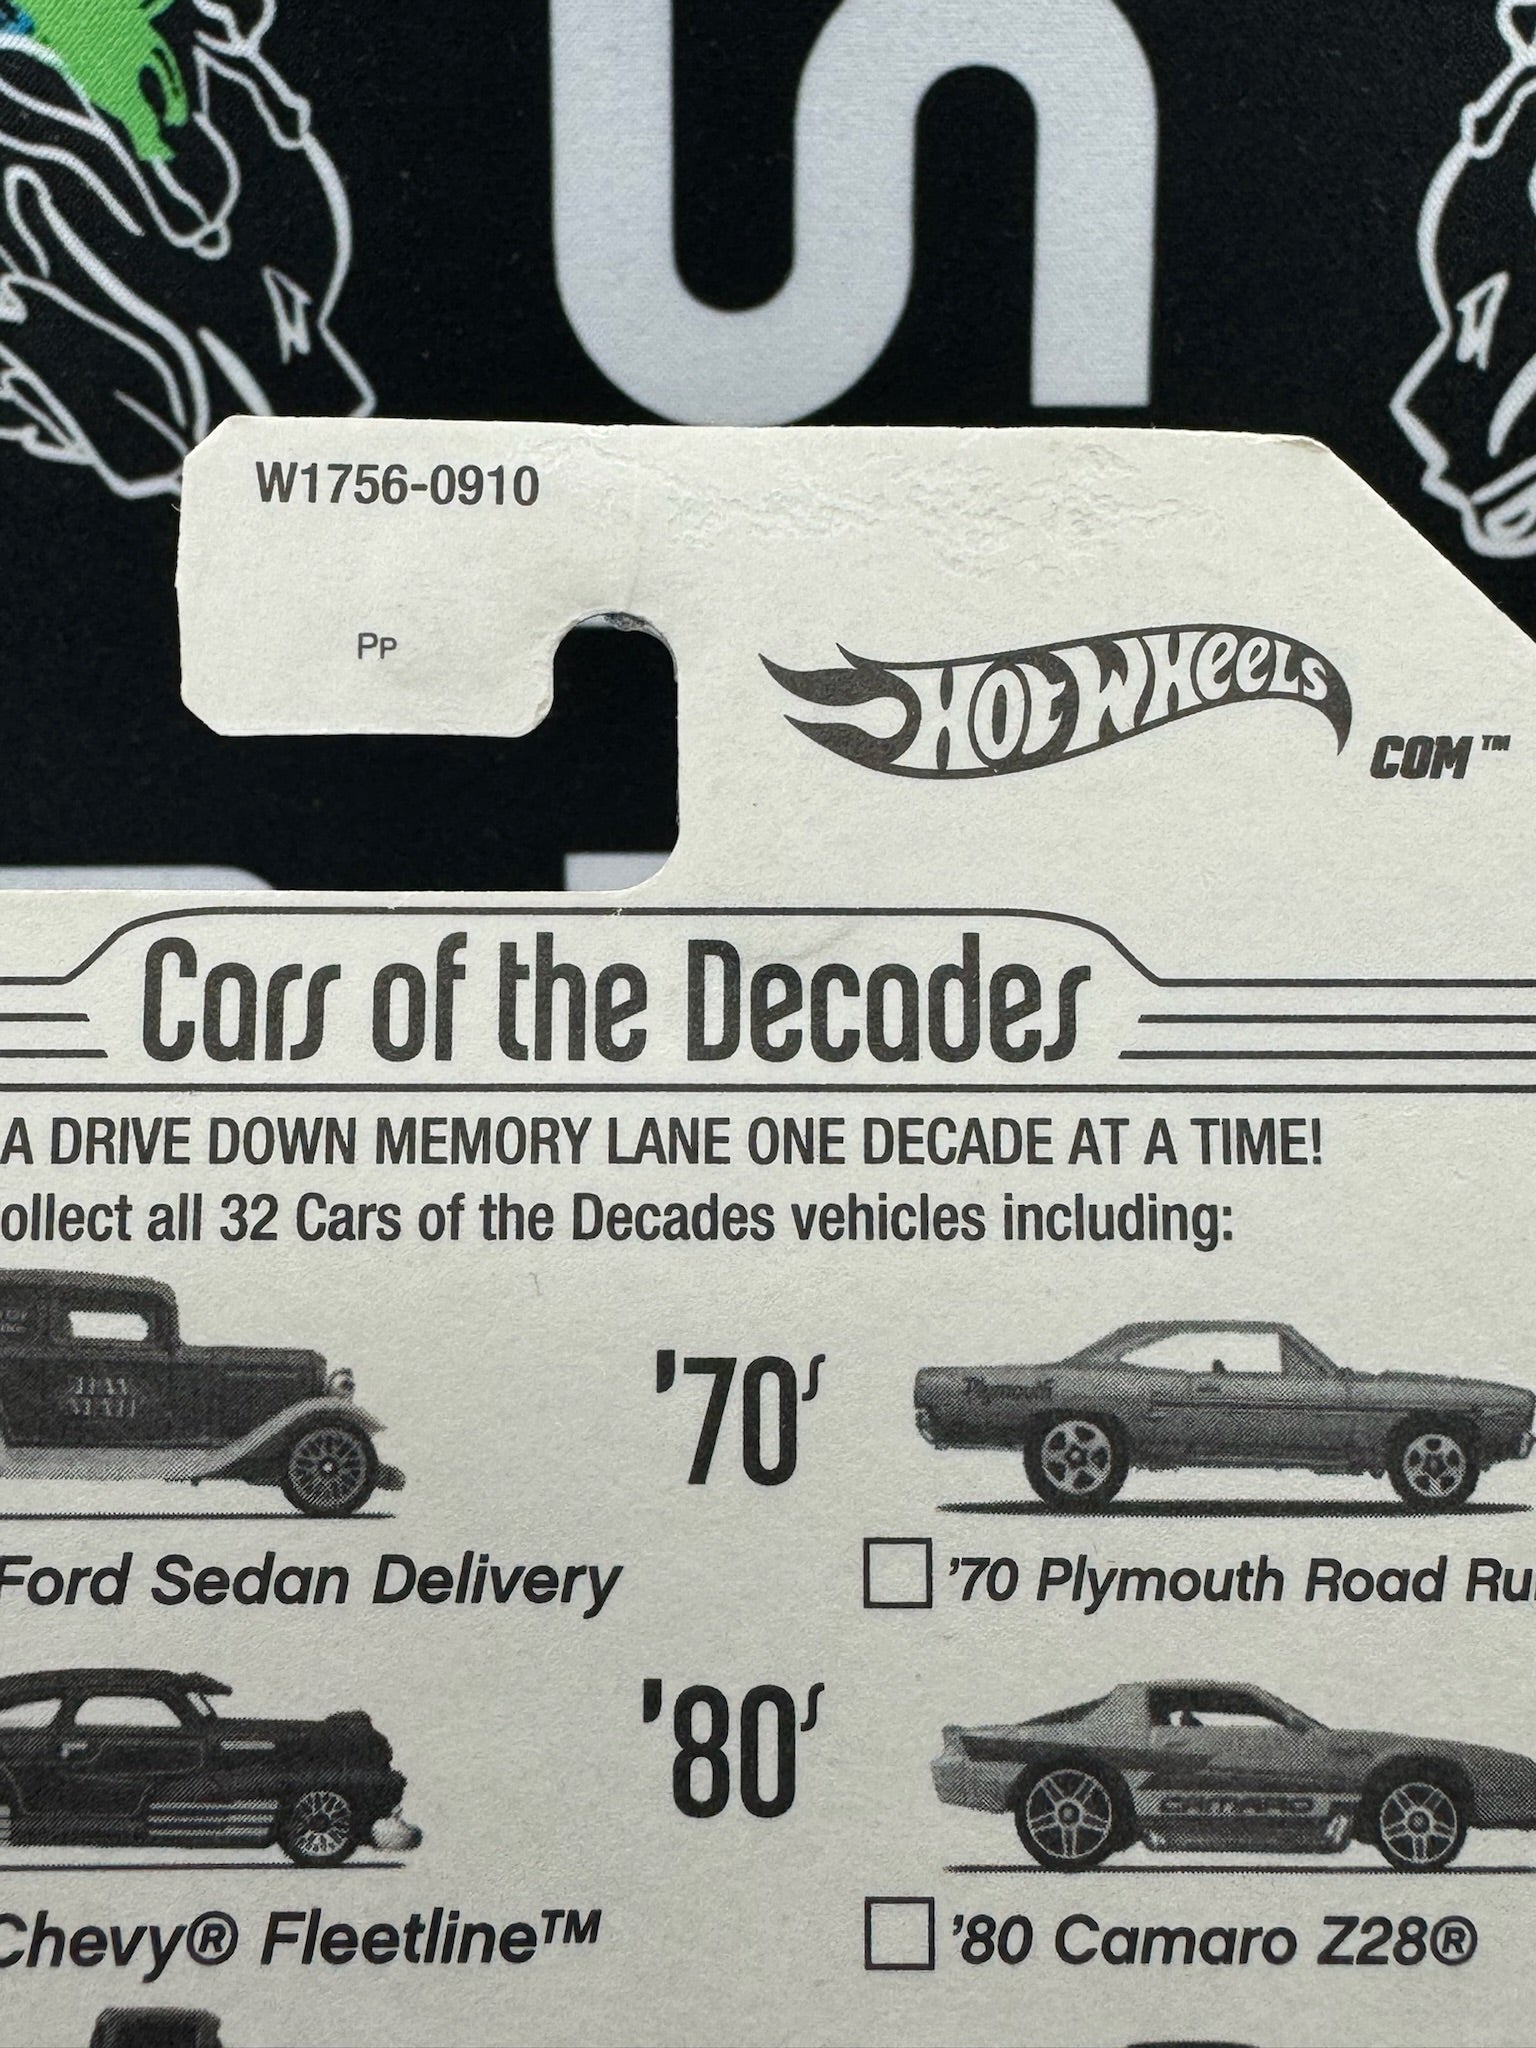 W1756-0910
Pp
HOT WHEELS
COM™
Cars of the Decades
A DRIVE DOWN MEMORY LANE ONE DECADE AT A TIME!
ollect all 32 Cars of the Decades vehicles including:
'70s
Plymouth
Ford Sedan Delivery
'70 Plymouth Road Ru
'80s
CAMARO
Chevy® Fleetline™
'80 Camaro Z28®